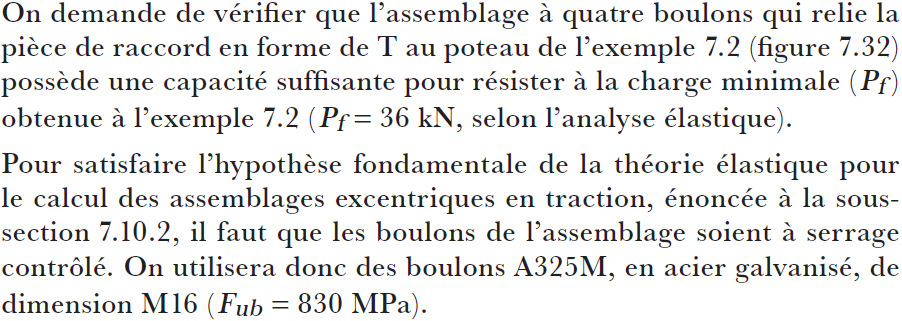 On demande de vérifier que l'assemblage à quatre boulons qui relie la
pièce de raccord en forme de T au poteau de l'exemple 7.2 (figure 7.32)
possède une capacité suffisante pour résister à la charge minimale (Pf)
obtenue à l'exemple 7.2 (Pf = 36 kN, selon l'analyse élastique).
Pour satisfaire l'hypothèse fondamentale de la théorie élastique pour
le calcul des assemblages excentriques en traction, énoncée à la sous-
section 7.10.2, il faut que les boulons de l'assemblage soient à serrage
contrôlé. On utilisera donc des boulons A325M, en acier galvanisé, de
dimension M16 (Fub = 830 MPa).